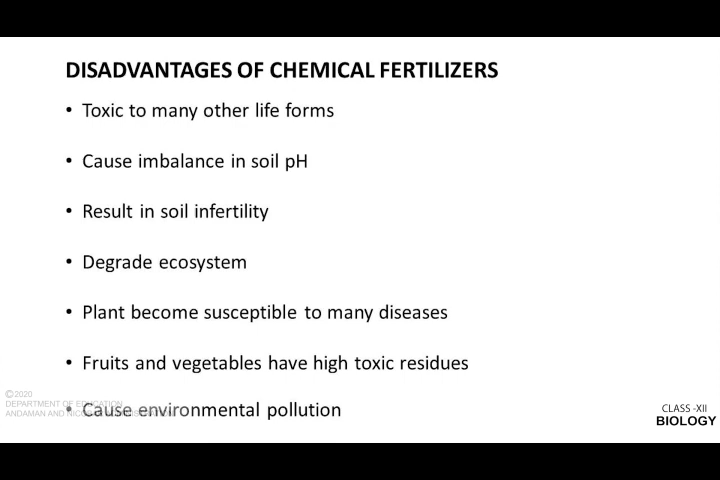 DISADVANTAGES OF CHEMICAL FERTILIZERS
• Toxic to many other life forms
• Cause imbalance in soil pH
• Result in soil infertility
• Degrade ecosystem
• Plant become susceptible to many diseases
• Fruits and vegetables have high toxic residues
• Cause environmental pollution
©2020
DEPARTMENT OF EDUCATION
ANDAMAN AND
CLASS -XII
BIOLOGY